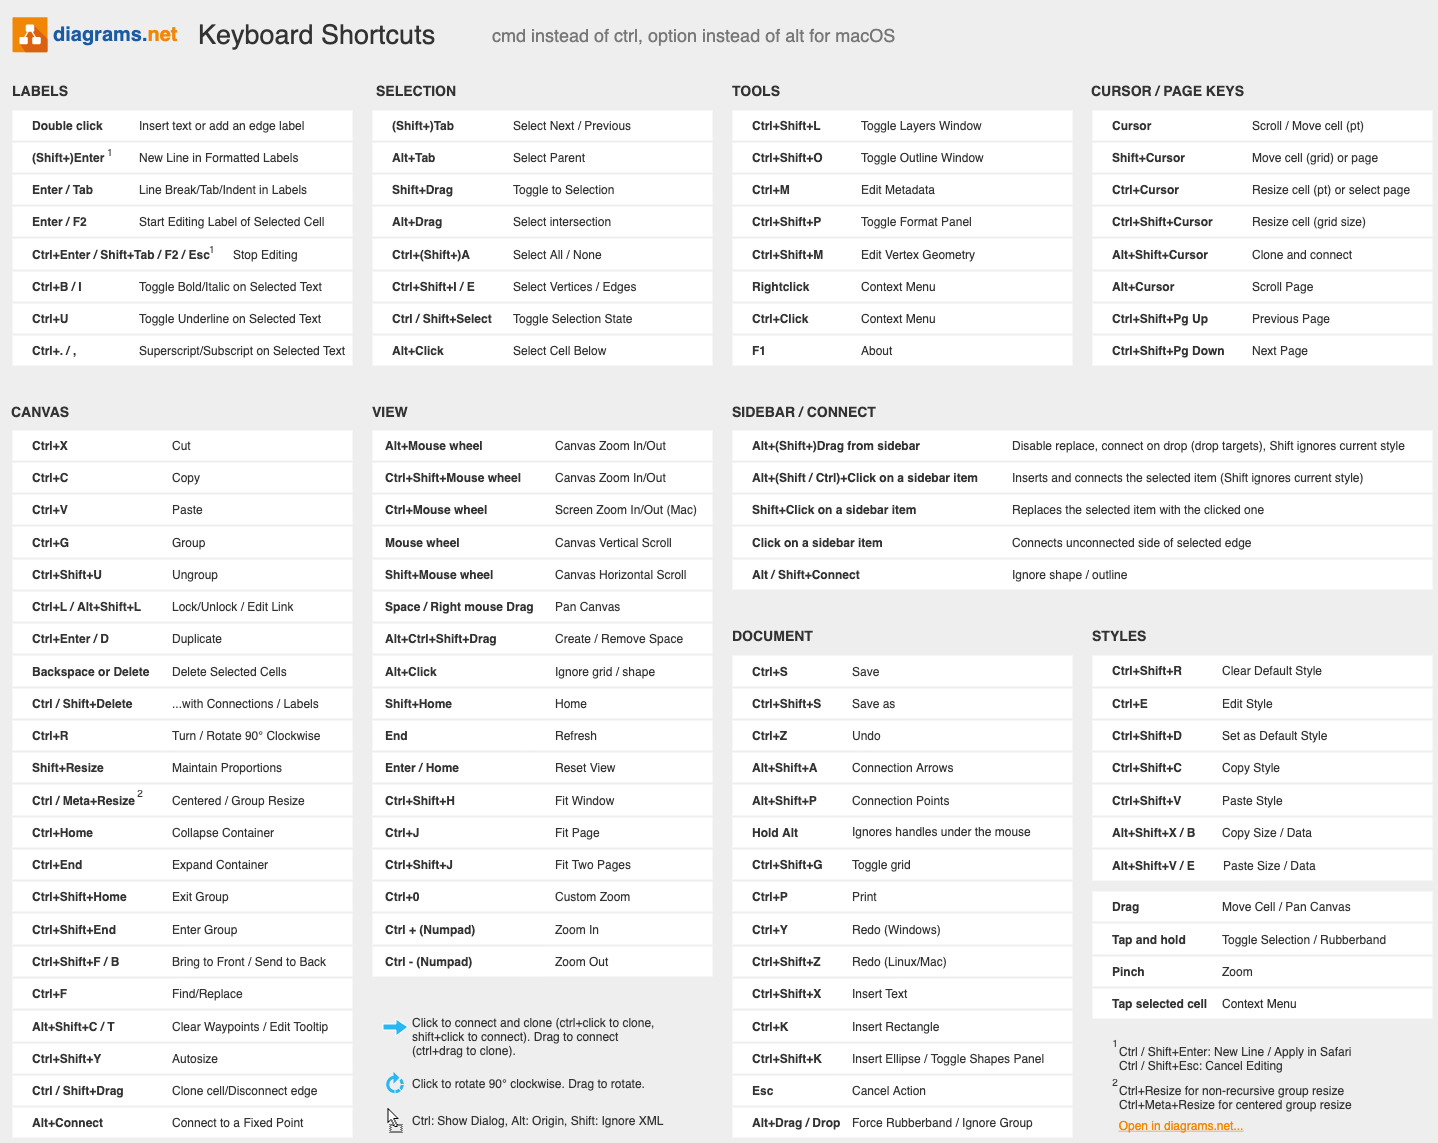 diagrams.net Keyboard Shortcuts cmd instead of ctrl, option instead of alt for macOS
LABELS
Double click Insert text or add an edge label
(Shift+)Enter 1 New Line in Formatted Labels
Enter / Tab Line Break/Tab/Indent in Labels
Enter / F2 Start Editing Label of Selected Cell
Ctrl+Enter / Shift+Tab / F2 / Esc1 Stop Editing
Ctrl+B / I Toggle Bold/Italic on Selected Text
Ctrl+U Toggle Underline on Selected Text
Ctrl+. / , Superscript/Subscript on Selected Text
SELECTION
(Shift+)Tab Select Next / Previous
Alt+Tab Select Parent
Shift+Drag Toggle to Selection
Alt+Drag Select intersection
Ctrl+(Shift+)A Select All / None
Ctrl+Shift+I / E Select Vertices / Edges
Ctrl / Shift+Select Toggle Selection State
Alt+Click Select Cell Below
TOOLS
Ctrl+Shift+L Toggle Layers Window
Ctrl+Shift+O Toggle Outline Window
Ctrl+M Edit Metadata
Ctrl+Shift+P Toggle Format Panel
Ctrl+Shift+M Edit Vertex Geometry
Rightclick Context Menu
Ctrl+Click Context Menu
F1 About
CURSOR / PAGE KEYS
Cursor Scroll / Move cell (pt)
Shift+Cursor Move cell (grid) or page
Ctrl+Cursor Resize cell (pt) or select page
Ctrl+Shift+Cursor Resize cell (grid size)
Alt+Shift+Cursor Clone and connect
Alt+Cursor Scroll Page
Ctrl+Shift+Pg Up Previous Page
Ctrl+Shift+Pg Down Next Page
CANVAS
Ctrl+X Cut
Ctrl+C Copy
Ctrl+V Paste
Ctrl+G Group
Ctrl+Shift+U Ungroup
Ctrl+L / Alt+Shift+L Lock/Unlock / Edit Link
Ctrl+Enter / D Duplicate
Backspace or Delete Delete Selected Cells
Ctrl / Shift+Delete ...with Connections / Labels
Ctrl+R Turn / Rotate 90° Clockwise
Shift+Resize Maintain Proportions
Ctrl / Meta+Resize 2 Centered / Group Resize
Ctrl+Home Collapse Container
Ctrl+End Expand Container
Ctrl+Shift+Home Exit Group
Ctrl+Shift+End Enter Group
Ctrl+Shift+F / B Bring to Front / Send to Back
Ctrl+F Find/Replace
Alt+Shift+C / T Clear Waypoints / Edit Tooltip
Ctrl+Shift+Y Autosize
Ctrl / Shift+Drag Clone cell/Disconnect edge
Alt+Connect Connect to a Fixed Point
VIEW
Alt+Mouse wheel Canvas Zoom In/Out
Ctrl+Shift+Mouse wheel Canvas Zoom In/Out
Ctrl+Mouse wheel Screen Zoom In/Out (Mac)
Mouse wheel Canvas Vertical Scroll
Shift+Mouse wheel Canvas Horizontal Scroll
Space / Right mouse Drag Pan Canvas
Alt+Ctrl+Shift+Drag Create / Remove Space
Alt+Click Ignore grid / shape
Shift+Home Home
End Refresh
Enter / Home Reset View
Ctrl+Shift+H Fit Window
Ctrl+J Fit Page
Ctrl+Shift+J Fit Two Pages
Ctrl+0 Custom Zoom
Ctrl + (Numpad) Zoom In
Ctrl - (Numpad) Zoom Out
Click to connect and clone (ctrl+click to clone,
shift+click to connect). Drag to connect
(ctrl+drag to clone).
Click to rotate 90° clockwise. Drag to rotate.
Ctrl: Show Dialog, Alt: Origin, Shift: Ignore XML
SIDEBAR / CONNECT
Alt+(Shift+)Drag from sidebar Disable replace, connect on drop (drop targets), Shift ignores current style
Alt+(Shift / Ctrl)+Click on a sidebar item Inserts and connects the selected item (Shift ignores current style)
Shift+Click on a sidebar item Replaces the selected item with the clicked one
Click on a sidebar item Connects unconnected side of selected edge
Alt / Shift+Connect Ignore shape / outline
DOCUMENT
Ctrl+S Save
Ctrl+Shift+S Save as
Ctrl+Z Undo
Alt+Shift+A Connection Arrows
Alt+Shift+P Connection Points
Hold Alt Ignores handles under the mouse
Ctrl+Shift+G Toggle grid
Ctrl+P Print
Ctrl+Y Redo (Windows)
Ctrl+Shift+Z Redo (Linux/Mac)
Ctrl+Shift+X Insert Text
Ctrl+K Insert Rectangle
Ctrl+Shift+K Insert Ellipse / Toggle Shapes Panel
Esc Cancel Action
Alt+Drag / Drop Force Rubberband / Ignore Group
STYLES
Ctrl+Shift+R Clear Default Style
Ctrl+E Edit Style
Ctrl+Shift+D Set as Default Style
Ctrl+Shift+C Copy Style
Ctrl+Shift+V Paste Style
Alt+Shift+X / B Copy Size / Data
Alt+Shift+V / E Paste Size / Data
Drag Move Cell / Pan Canvas
Tap and hold Toggle Selection / Rubberband
Pinch Zoom
Tap selected cell Context Menu
1 Ctrl / Shift+Enter: New Line / Apply in Safari
Ctrl / Shift+Esc: Cancel Editing
2 Ctrl+Resize for non-recursive group resize
Ctrl+Meta+Resize for centered group resize
Open in diagrams.net...